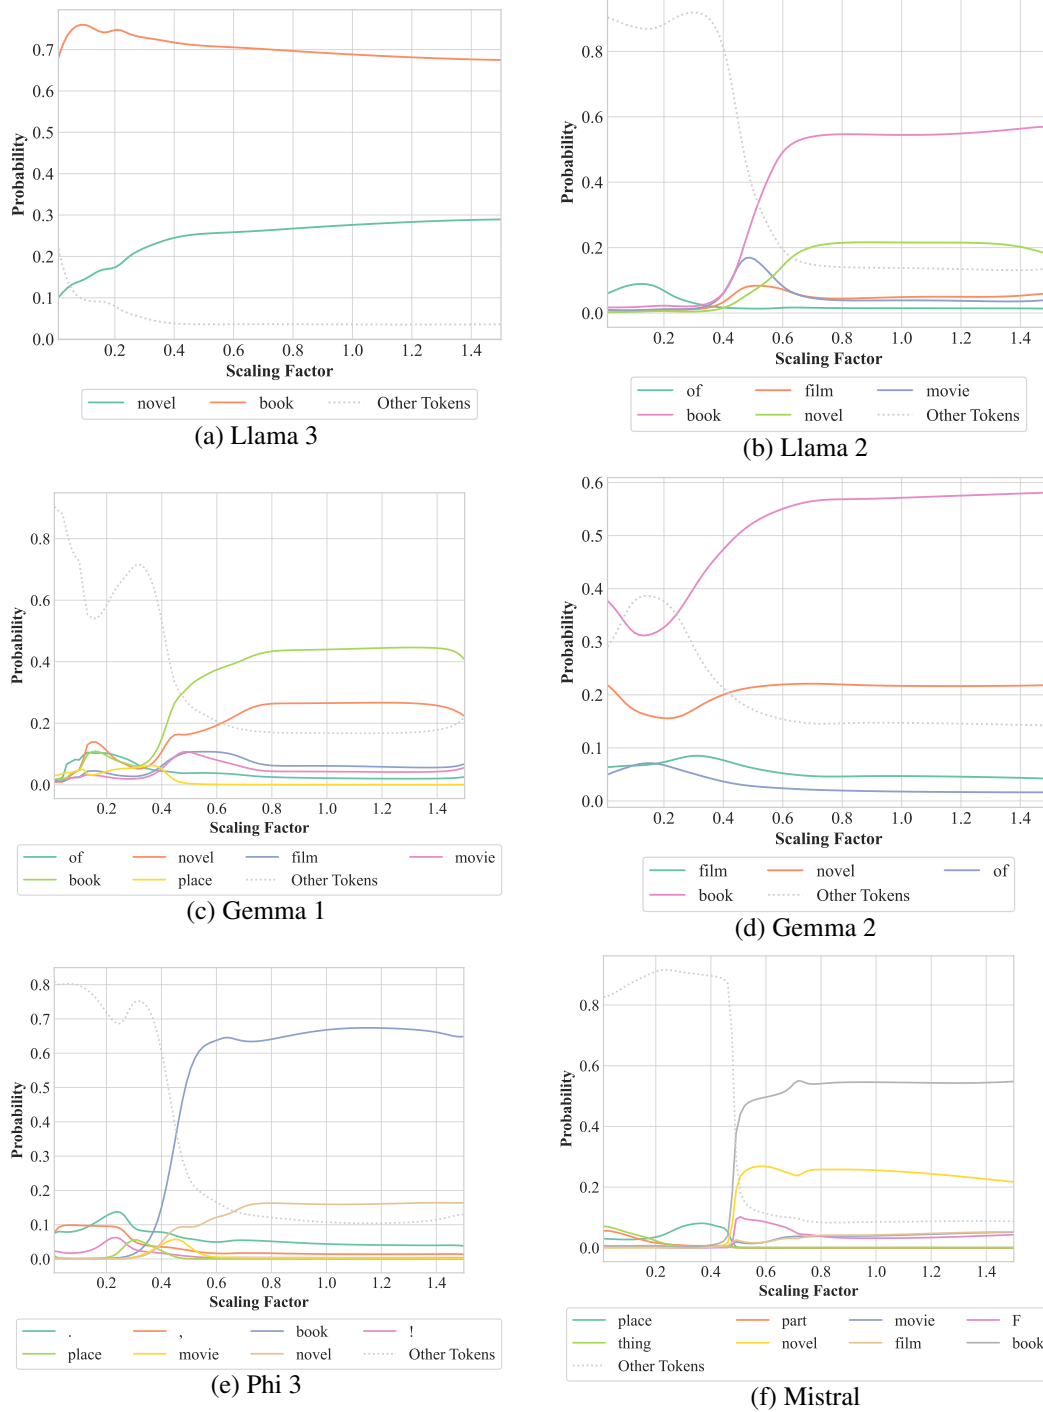 0.7
0.6
0.5
0.4
0.3
0.2
0.1
0.0
Probability
0.2 0.4 0.6 0.8 1.0 1.2 1.4
Scaling Factor
novel book Other Tokens
(a) Llama 3
0.8
0.6
0.4
0.2
0.0
Probability
0.2 0.4 0.6 0.8 1.0 1.2 1.4
Scaling Factor
of film movie
book novel Other Tokens
(b) Llama 2
0.8
0.6
0.4
0.2
0.0
Probability
0.2 0.4 0.6 0.8 1.0 1.2 1.4
Scaling Factor
of novel film movie
book place Other Tokens
(c) Gemma 1
0.6
0.5
0.4
0.3
0.2
0.1
0.0
Probability
0.2 0.4 0.6 0.8 1.0 1.2 1.4
Scaling Factor
film novel of
book Other Tokens
(d) Gemma 2
0.8
0.7
0.6
0.5
0.4
0.3
0.2
0.1
0.0
Probability
0.2 0.4 0.6 0.8 1.0 1.2 1.4
Scaling Factor
. , book !
place movie novel Other Tokens
(e) Phi 3
0.8
0.6
0.4
0.2
0.0
Probability
0.2 0.4 0.6 0.8 1.0 1.2 1.4
Scaling Factor
place part movie F
thing novel film book
Other Tokens
(f) Mistral